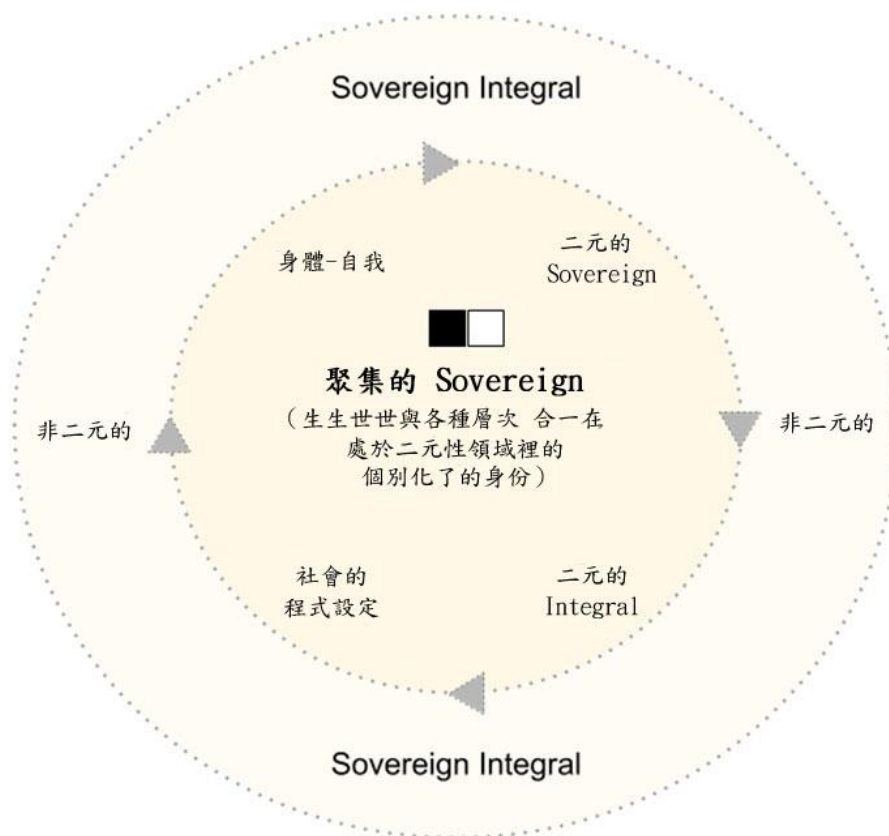 Sovereign Integral
身體-自我
二元的
Sovereign
聚集的 Sovereign
（生生世世與各種層次 合一在
處於二元性領域裡的
個別化了的身份）
非二元的
非二元的
社會的
程式設定
二元的
Integral
Sovereign Integral